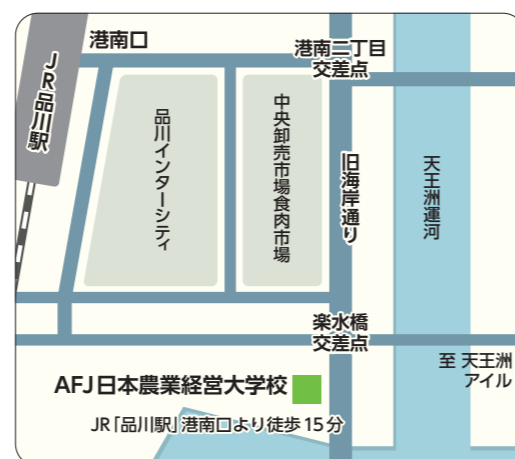 JR品川駅
港南口
港南二丁目
交差点
品川インターシティ
中央卸売市場食肉市場
旧海岸通り
天王洲運河
楽水橋
交差点
至 天王洲
アイル
AFJ日本農業経営大学校
JR「品川駅」港南口より徒歩15分